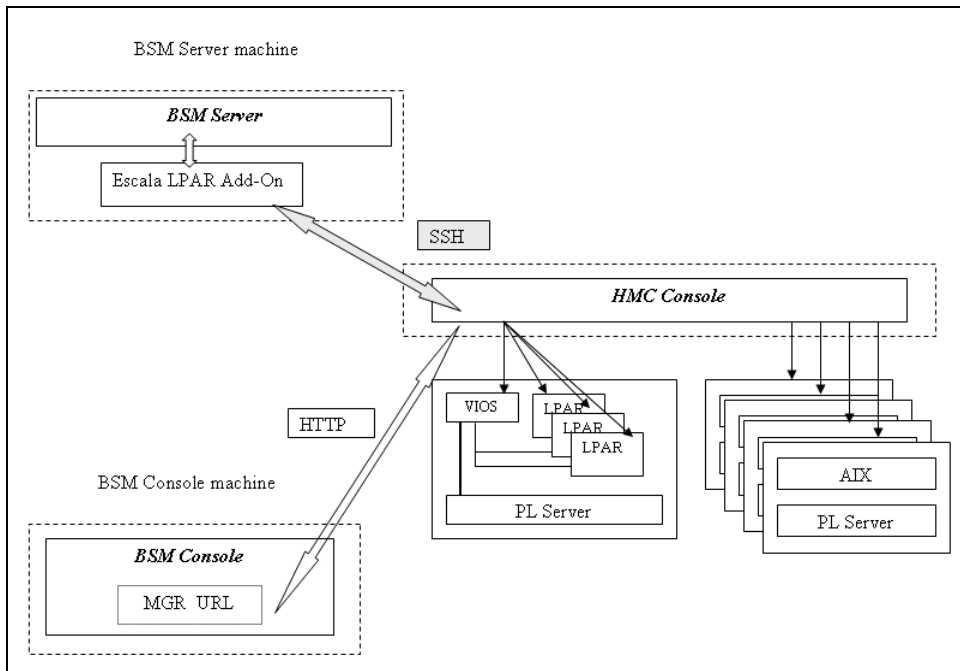 BSM Server machine
BSM Server
Escala LPAR Add-On
SSH
HMC Console
VIOS
LPAR
LPAR
LPAR
PL Server
AIX
PL Server
HTTP
BSM Console machine
BSM Console
MGR URL